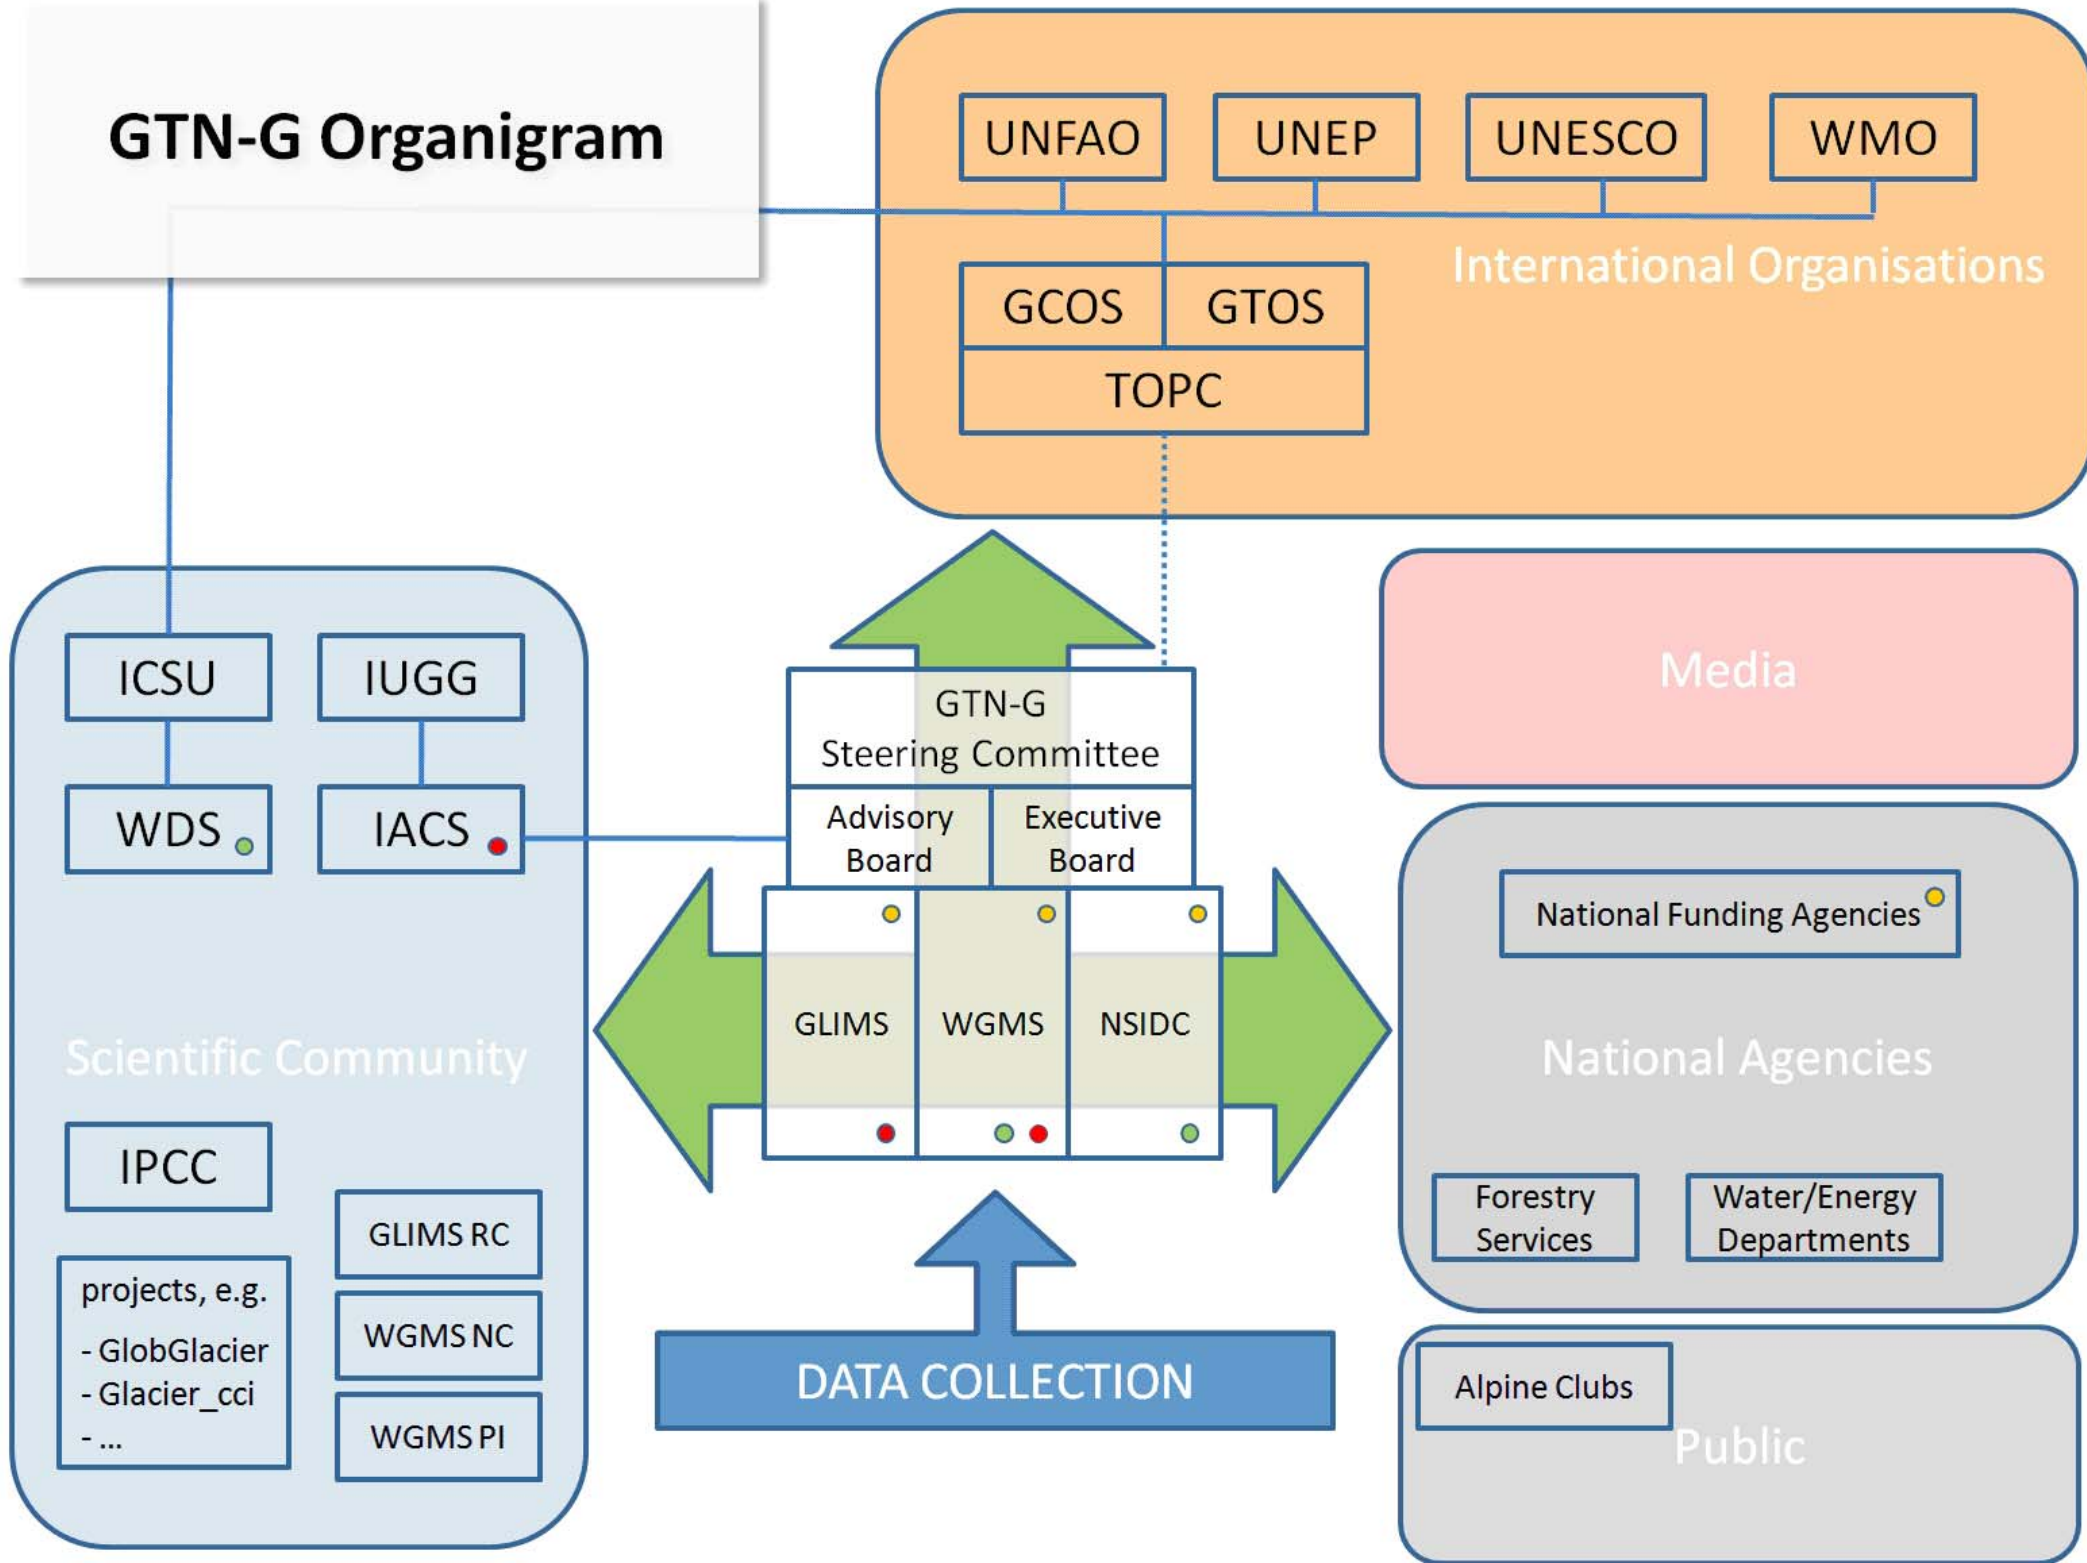 GTN-G Organigram
UNFAO
UNEP
UNESCO
WMO
International Organisations
GCOS
GTOS
TOPC
ICSU
IUGG
WDS
IACS
Scientific Community
IPCC
GLIMS RC
WGMS NC
WGMS PI
projects, e.g.
- GlobGlacier
- Glacier_cci
- ...
GTN-G
Steering Committee
Advisory
Board
Executive
Board
GLIMS
WGMS
NSIDC
DATA COLLECTION
Media
National Funding Agencies
National Agencies
Forestry
Services
Water/Energy
Departments
Alpine Clubs
Public